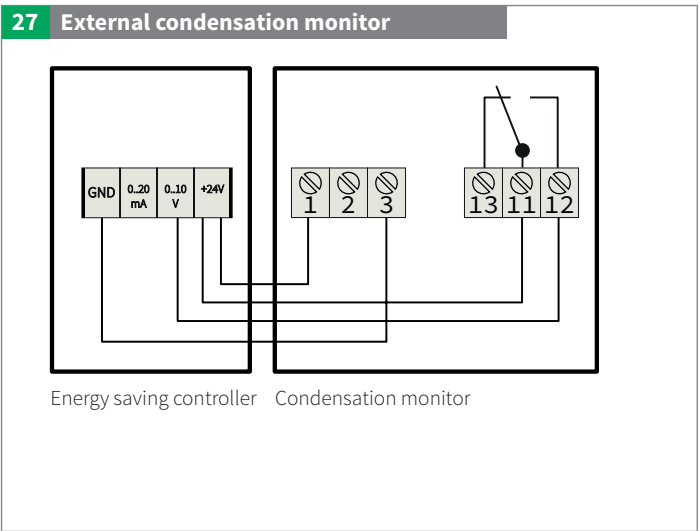 27 External condensation monitor
GND 0..20 mA 0..10 V +24V
1 2 3
13 11 12
Energy saving controller Condensation monitor